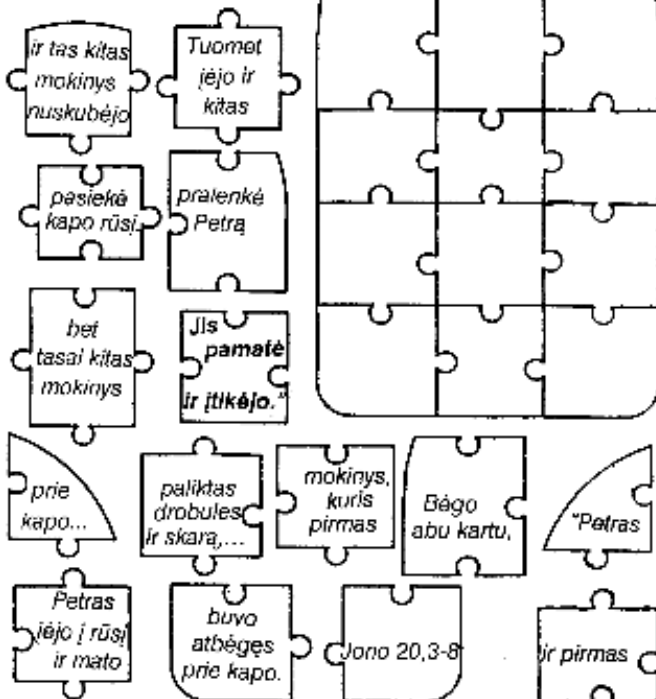 ir tas kitas
mokinys
nuskubėjo
Tuomet
įėjo ir
kitas
pasiekė
kapo rūsį.
pralenkė
Petrą
bet
tasai kitas
mokinys
Jis
pamatė
ir įtikėjo."
prie
kapo...
paliktas
drobules
ir skarą,...
mokinys,
kuris
pirmas
Bėgo
abu kartu,
"Petras
Petras
įėjo į rūsį
ir mato
buvo
atbėgęs
prie kapo.
Jono 20,3-8
ir pirmas